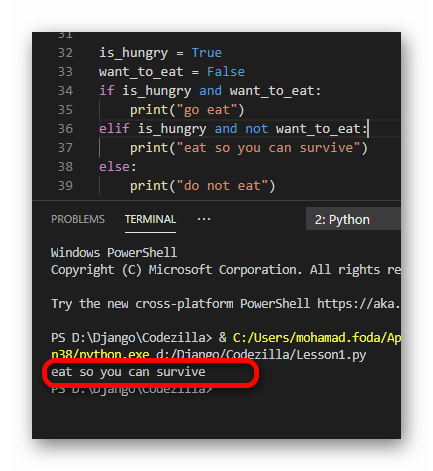 31
32 is_hungry = True
33 want_to_eat = False
34 if is_hungry and want_to_eat:
35 print("go eat")
36 elif is_hungry and not want_to_eat:
37 print("eat so you can survive")
38 else:
39 print("do not eat")
PROBLEMS TERMINAL ··· 2: Python
Windows PowerShell
Copyright (C) Microsoft Corporation. All rights re
Try the new cross-platform PowerShell https://aka.
PS D:\Django\Codezilla> & C:/Users/mohamad.foda/Ap
n38/python.exe d:/Django/Codezilla/Lesson1.py
eat so you can survive
PS D:\Django\Codezilla>